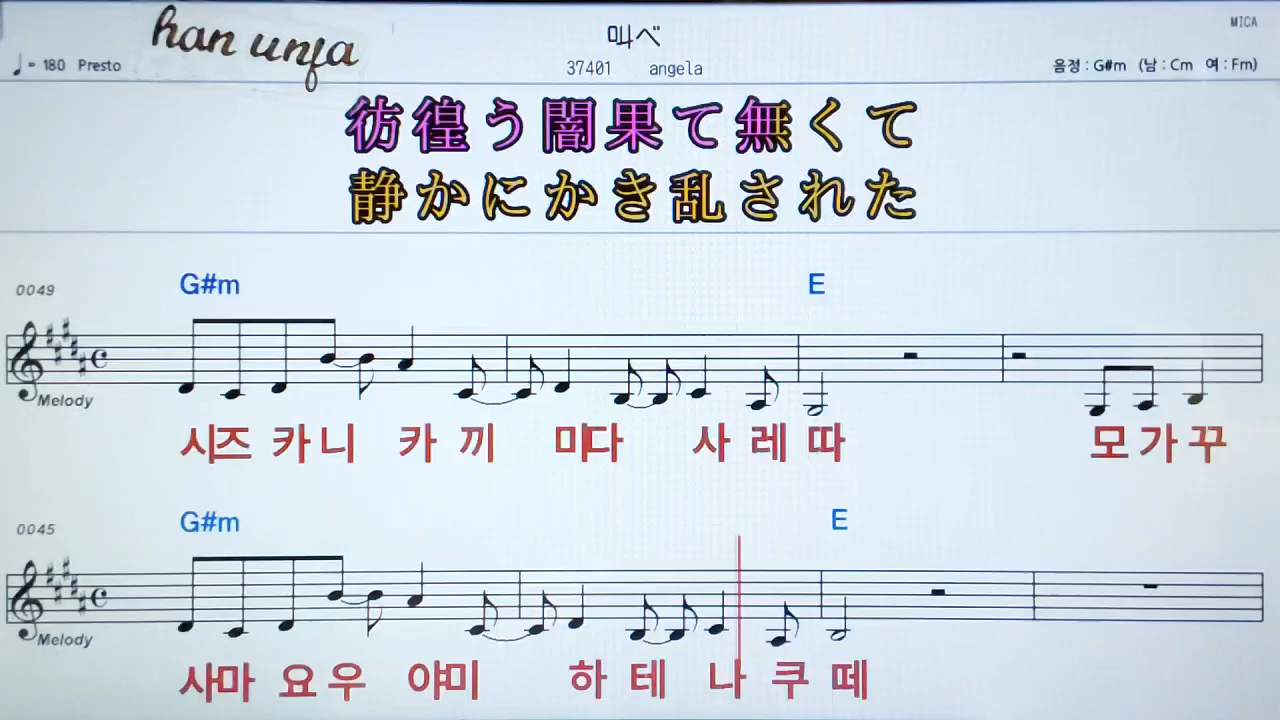 han unja
叫べ
MICA
♩= 180 Presto
37401 angela
음정 : G#m (남 : Cm 여 : Fm)
彷徨う闇果て無くて
静かにかき乱された
0049
G#m E
Melody
시즈 카니 카 끼 미다 사 레 따 모 가 꾸
0045
G#m E
Melody
사마 요우 야미 하 테 나 쿠 떼